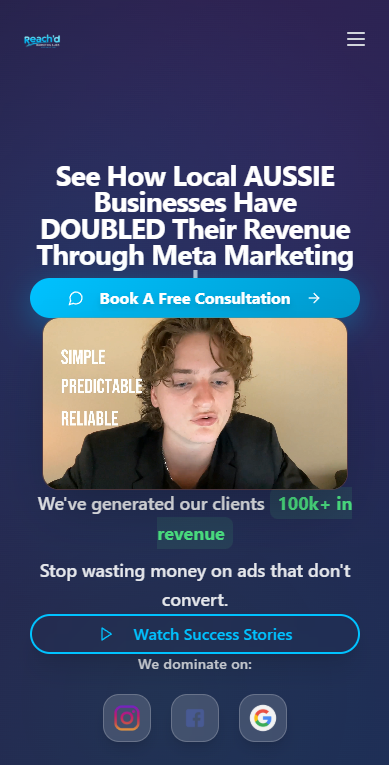 Reach'd
See How Local AUSSIE
Businesses Have
DOUBLED Their Revenue
Through Meta Marketing
Book A Free Consultation
SIMPLE
PREDICTABLE
RELIABLE
We've generated our clients 100k+ in
revenue
Stop wasting money on ads that don't
convert.
Watch Success Stories
We dominate on: